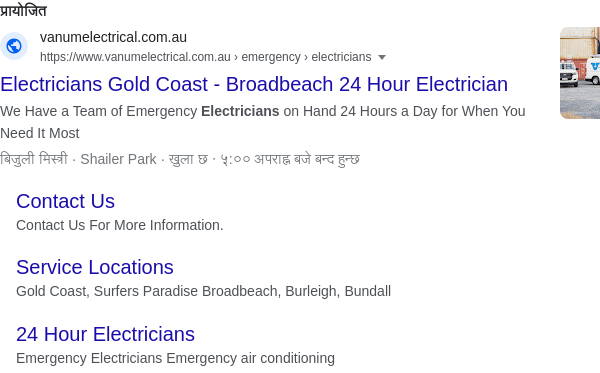 प्रायोजित
vanumelectrical.com.au
https://www.vanumelectrical.com.au › emergency › electricians
Electricians Gold Coast - Broadbeach 24 Hour Electrician
We Have a Team of Emergency Electricians on Hand 24 Hours a Day for When You
Need It Most
बिजुली मिस्त्री · Shailer Park · खुला छ · ५:०० अपराह्न बजे बन्द हुन्छ
Contact Us
Contact Us For More Information.
Service Locations
Gold Coast, Surfers Paradise Broadbeach, Burleigh, Bundall
24 Hour Electricians
Emergency Electricians Emergency air conditioning